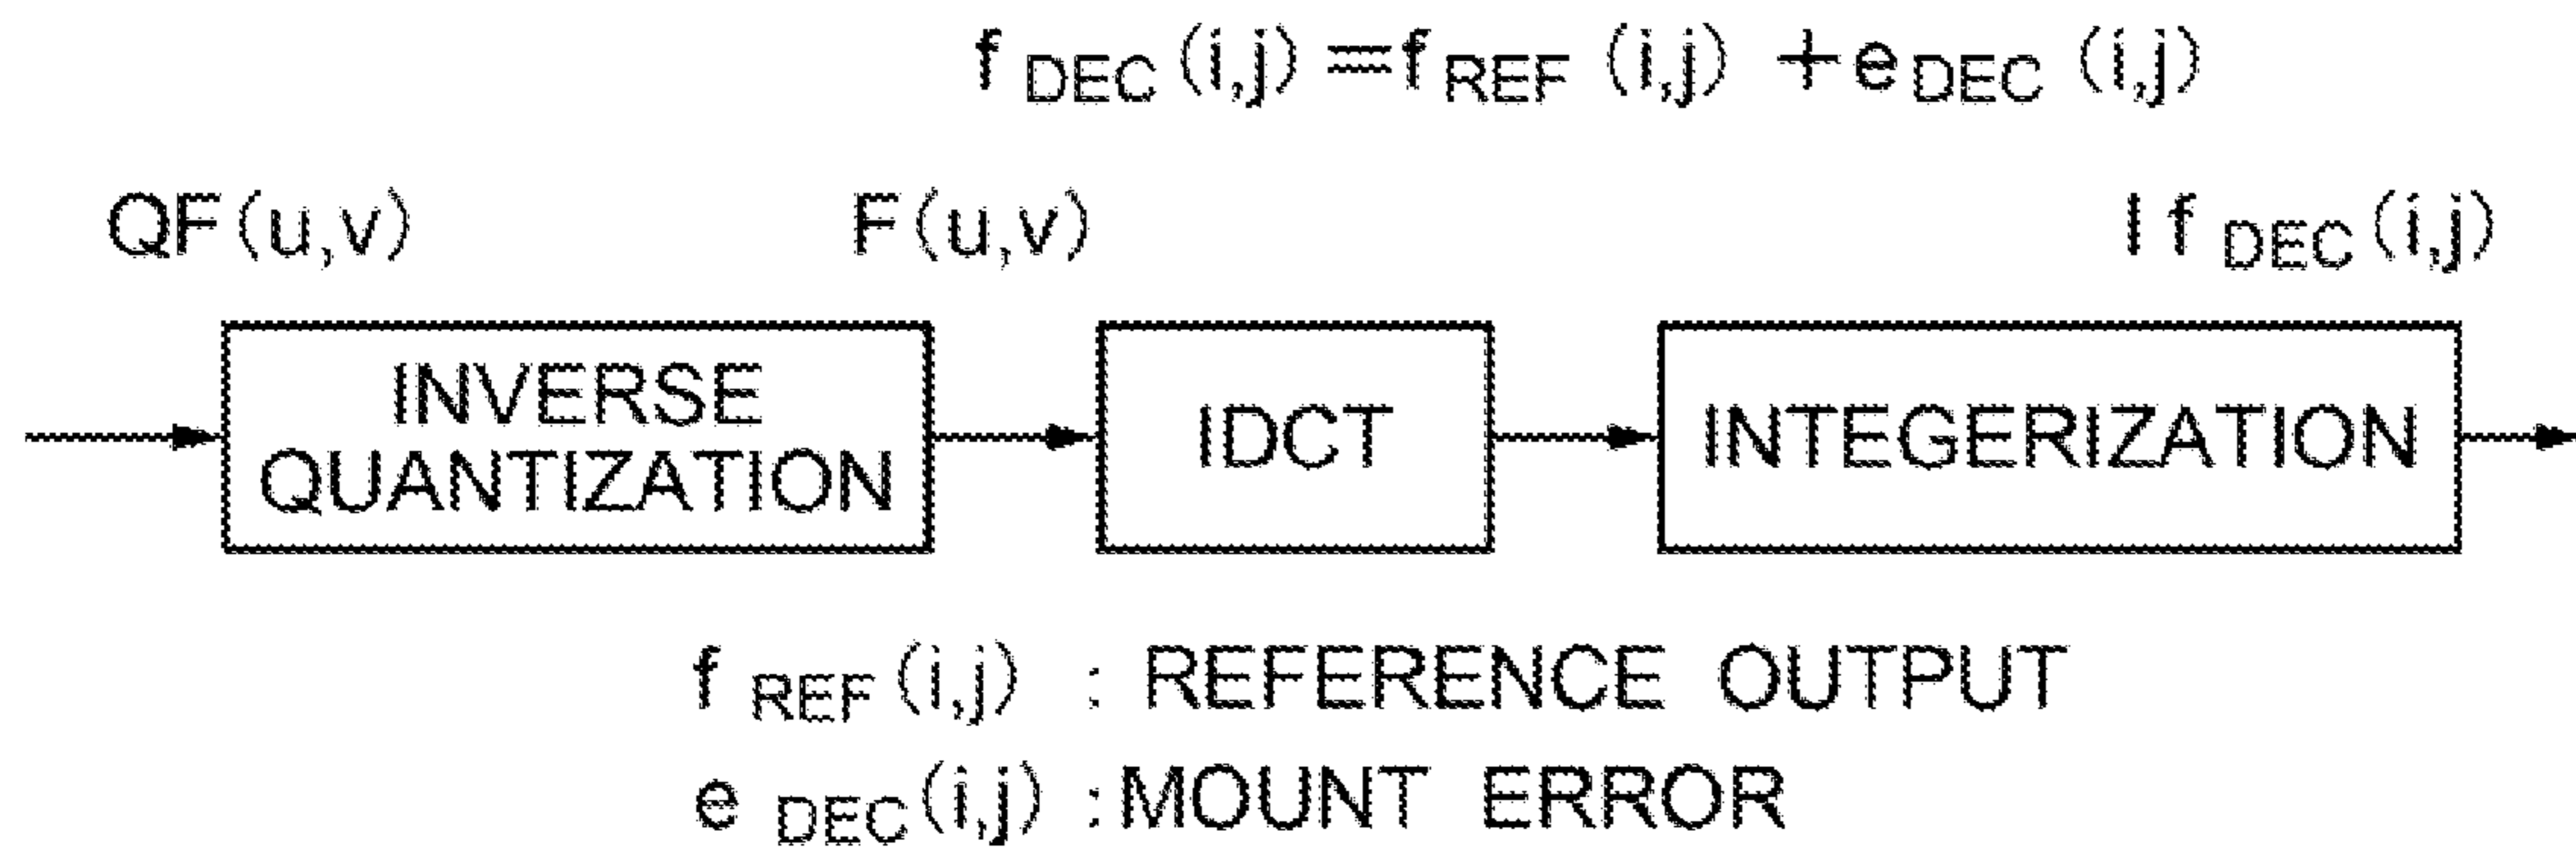 f DEC (i,j) = f REF (i,j) + e DEC (i,j)
QF(u,v) F(u,v) I f DEC (i,j)
INVERSE
QUANTIZATION
IDCT
INTEGERIZATION
f REF (i,j) : REFERENCE OUTPUT
e DEC (i,j) : MOUNT ERROR